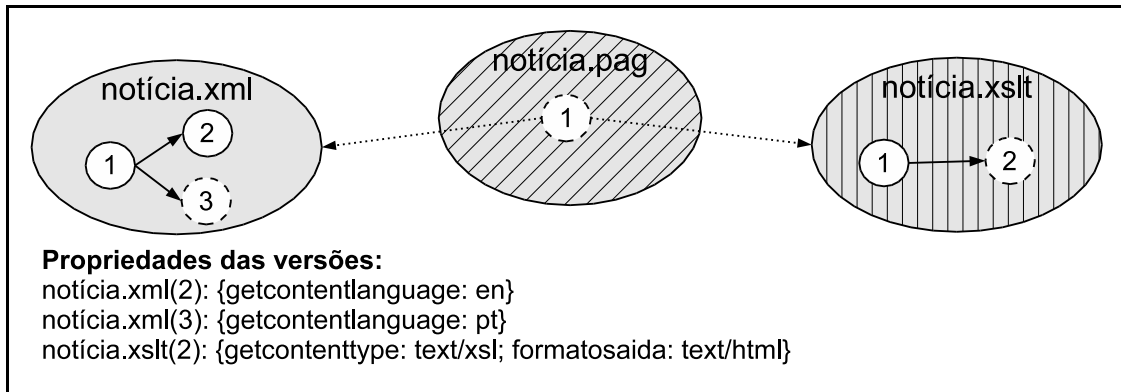 notícia.xml
1
2
3
notícia.pag
1
notícia.xslt
1
2
Propriedades das versões:
notícia.xml(2): {getcontentlanguage: en}
notícia.xml(3): {getcontentlanguage: pt}
notícia.xslt(2): {getcontenttype: text/xsl; formatosaida: text/html}